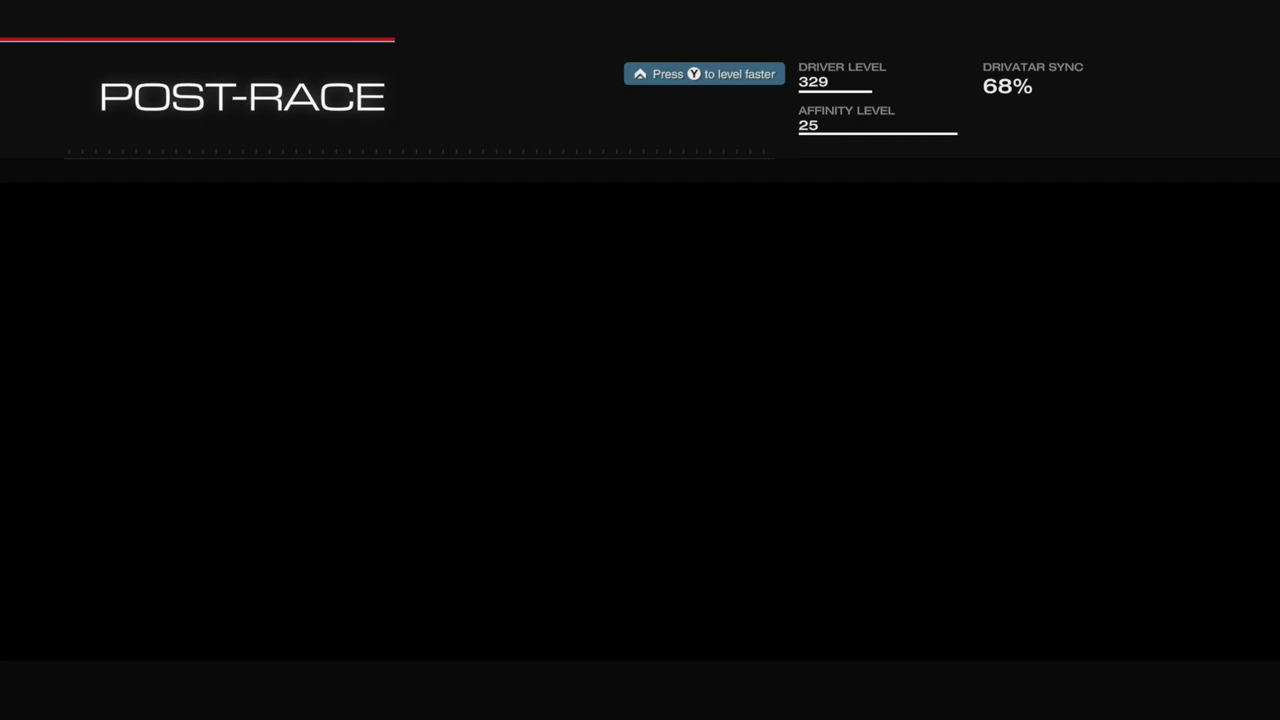 POST-RACE
Press Y to level faster
DRIVER LEVEL
329
AFFINITY LEVEL
25
DRIVATAR SYNC
68%